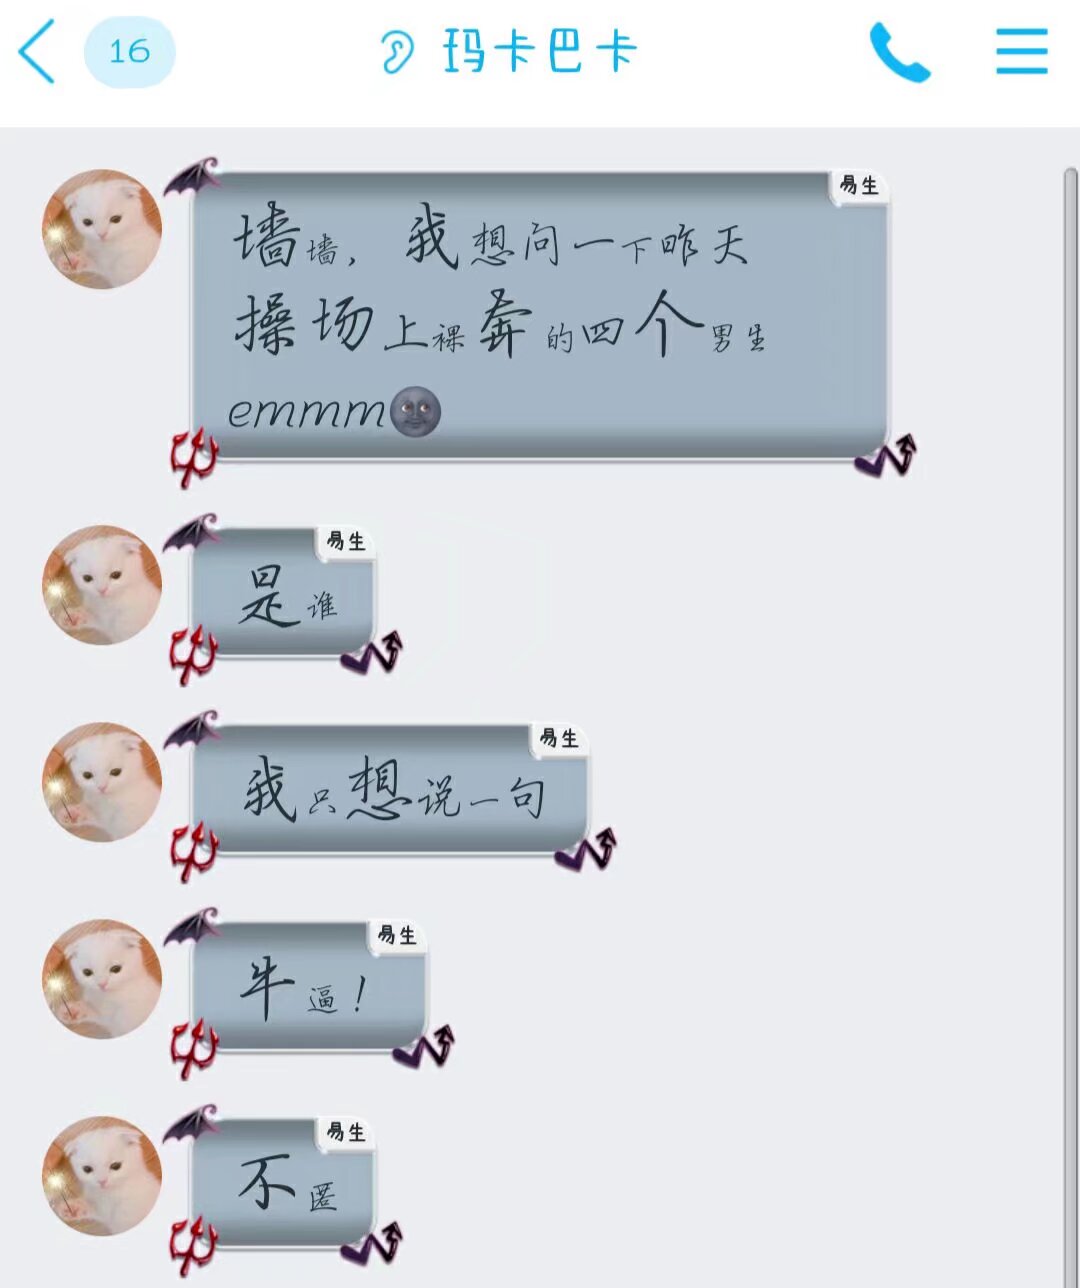 16
玛卡巴卡
易生
墙墙，我想问一下昨天
操场上裸奔的四个男生
emmm🌚
易生
是谁
易生
我只想说一句
易生
牛逼！
易生
不匿